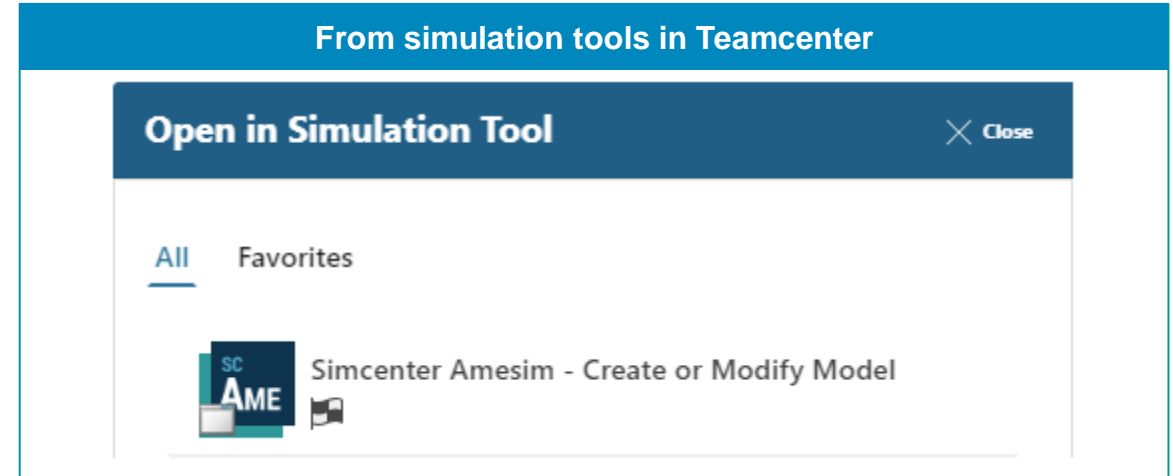 From simulation tools in Teamcenter
Open in Simulation Tool
Close
All Favorites
SC
AME
Simcenter Amesim - Create or Modify Model